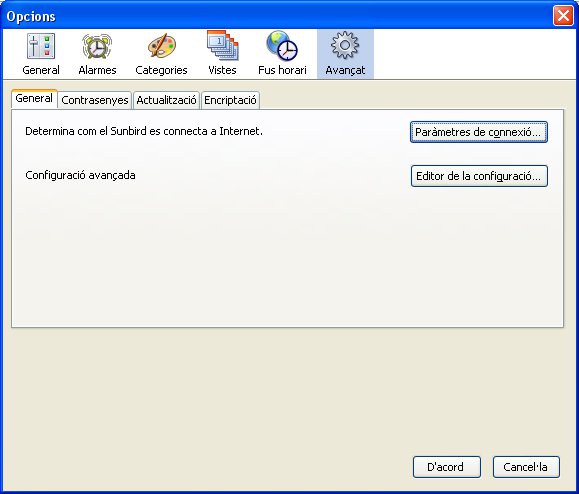 Opcions
General Alarmes Categories Vistes Fus horari Avançat
General Contrasenyes Actualització Encriptació
Determina com el Sunbird es connecta a Internet. Paràmetres de connexió...
Configuració avançada Editor de la configuració...
D'acord Cancel·la